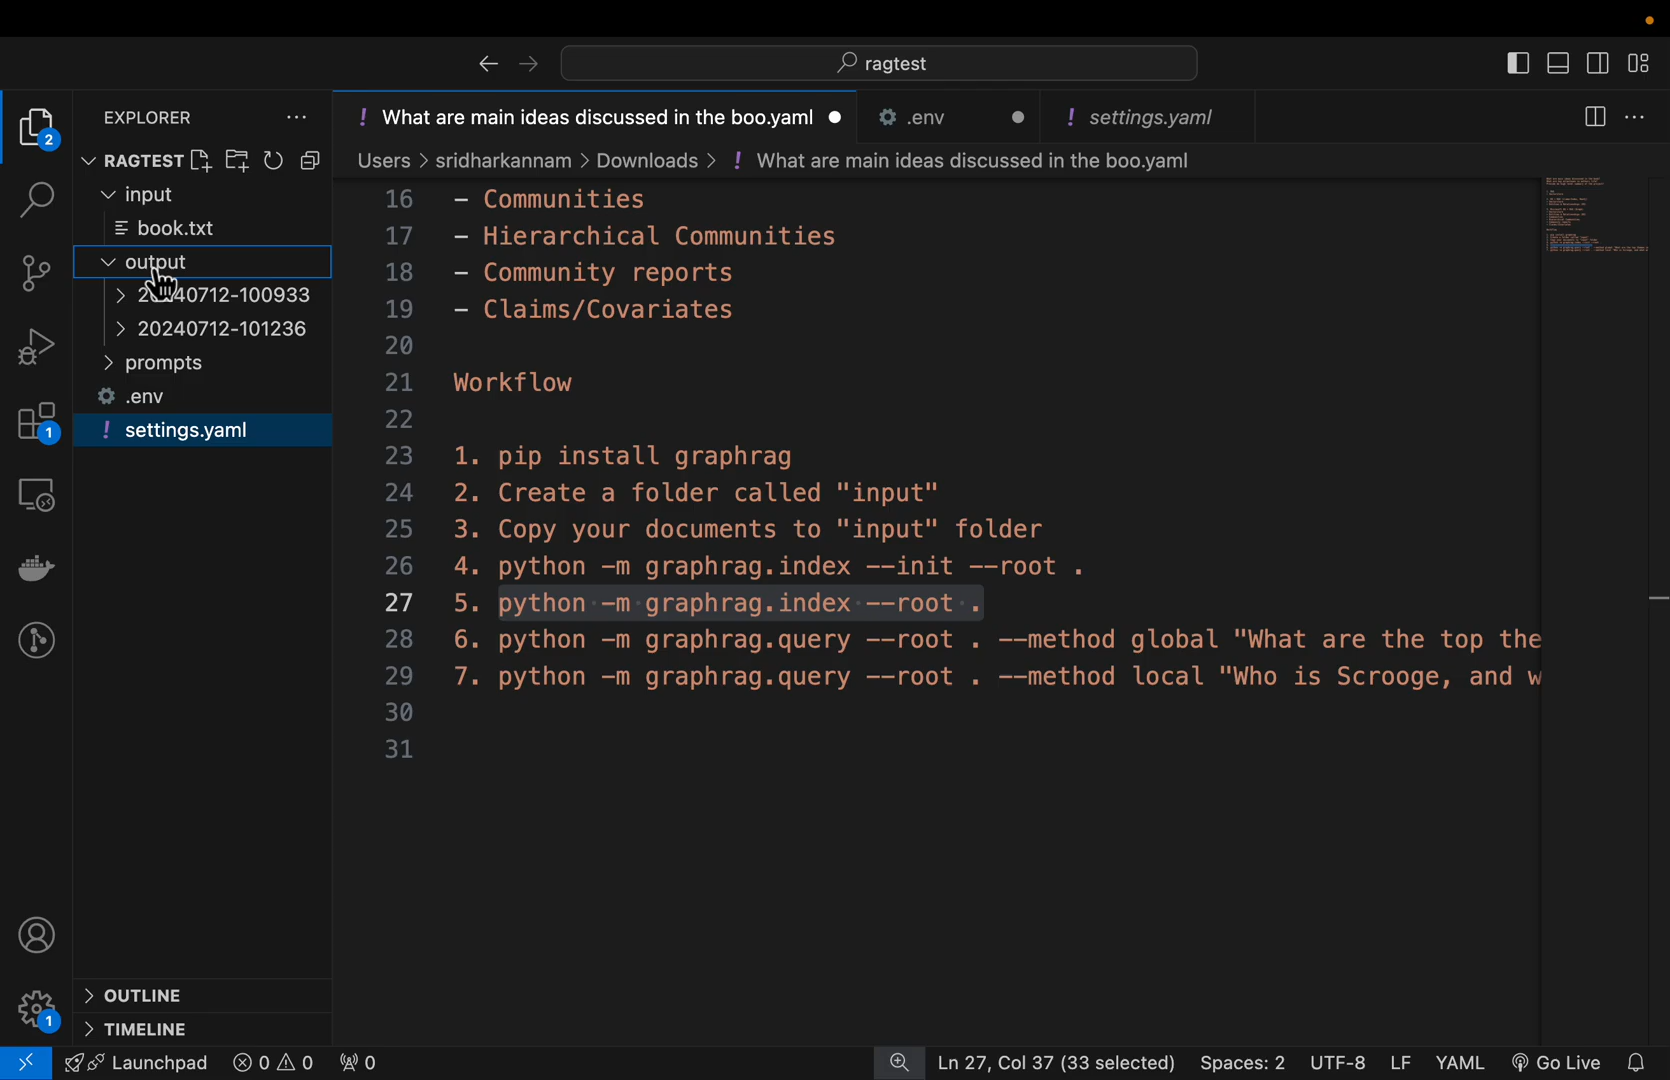 ragtest
EXPLORER
What are main ideas discussed in the boo.yaml
.env
settings.yaml
RAGTEST
Users > sridharkannam > Downloads > ! What are main ideas discussed in the boo.yaml
input
book.txt
output
20240712-100933
20240712-101236
prompts
.env
settings.yaml
16 - Communities
17 - Hierarchical Communities
18 - Community reports
19 - Claims/Covariates
20
21 Workflow
22
23 1. pip install graphrag
24 2. Create a folder called "input"
25 3. Copy your documents to "input" folder
26 4. python -m graphrag.index --init --root .
27 5. python -m graphrag.index --root .
28 6. python -m graphrag.query --root . --method global "What are the top the
29 7. python -m graphrag.query --root . --method local "Who is Scrooge, and w
30
31
2
1
1
OUTLINE
TIMELINE
Launchpad 0 0 0 Ln 27, Col 37 (33 selected) Spaces: 2 UTF-8 LF YAML Go Live